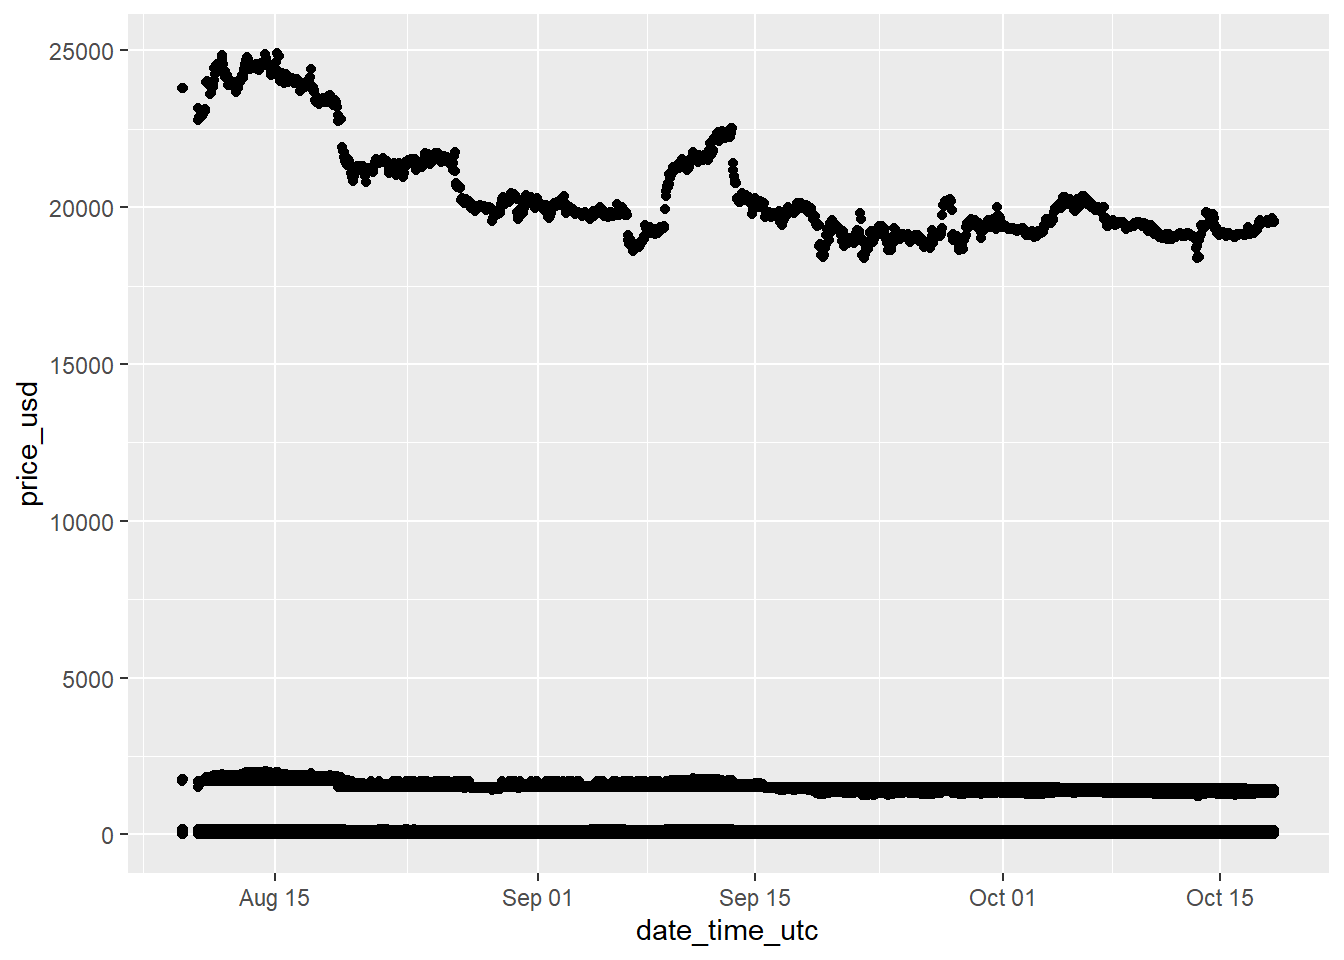 25000
20000
15000
10000
5000
0
price_usd
Aug 15
Sep 01
Sep 15
Oct 01
Oct 15
date_time_utc